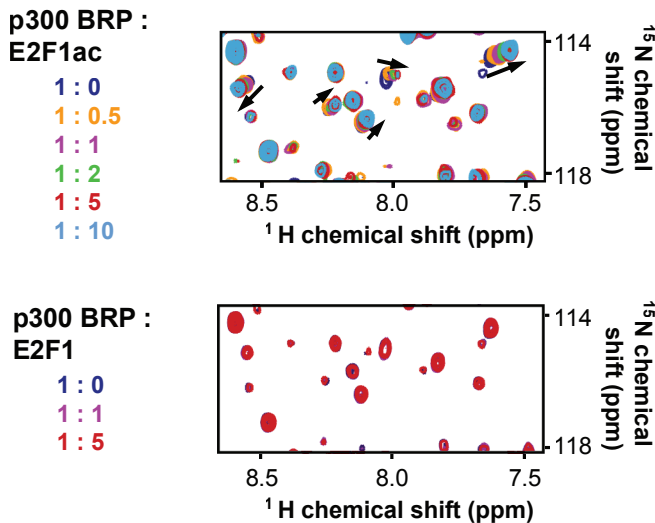 p300 BRP :
E2F1ac
1 : 0
1 : 0.5
1 : 1
1 : 2
1 : 5
1 : 10
114
118
15N chemical
shift (ppm)
8.5 8.0 7.5
1 H chemical shift (ppm)
p300 BRP :
E2F1
1 : 0
1 : 1
1 : 5
114
118
15N chemical
shift (ppm)
8.5 8.0 7.5
1 H chemical shift (ppm)